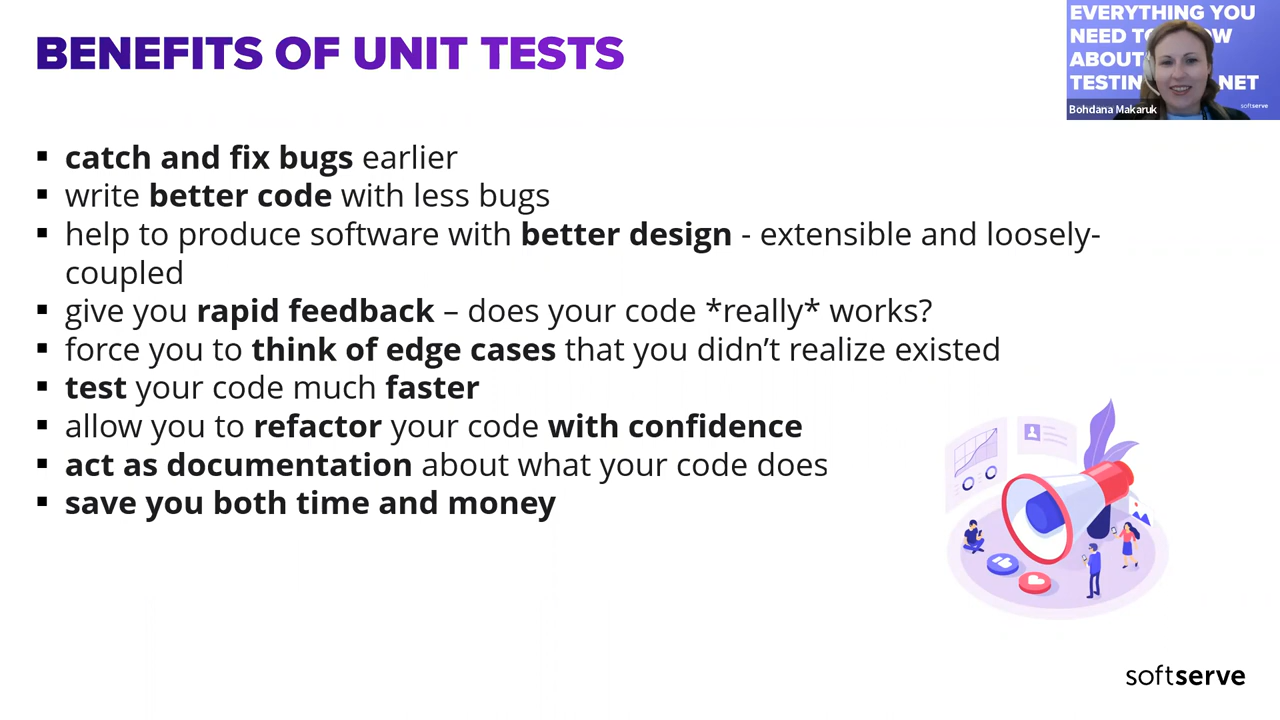 BENEFITS OF UNIT TESTS
EVERYTHING YOU
NEED TO
ABOUT
NET
Bohdana Makaruk
softserve
▪ catch and fix bugs earlier
▪ write better code with less bugs
▪ help to produce software with better design - extensible and loosely-
coupled
▪ give you rapid feedback – does your code *really* works?
▪ force you to think of edge cases that you didn’t realize existed
▪ test your code much faster
▪ allow you to refactor your code with confidence
▪ act as documentation about what your code does
▪ save you both time and money
softserve